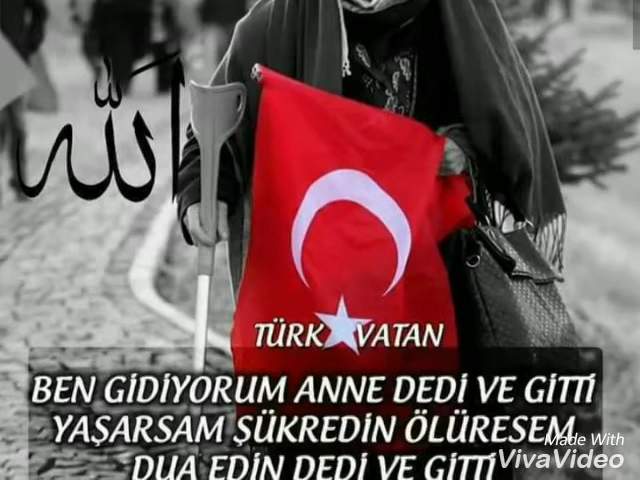 الله
TÜRK VATAN
BEN GİDİYORUM ANNE DEDİ VE GİTTİ
YAŞARSAM ŞÜKREDİN ÖLÜRESEM
DUA EDİN DEDİ VE GİTTİ
Made With
VivaVideo